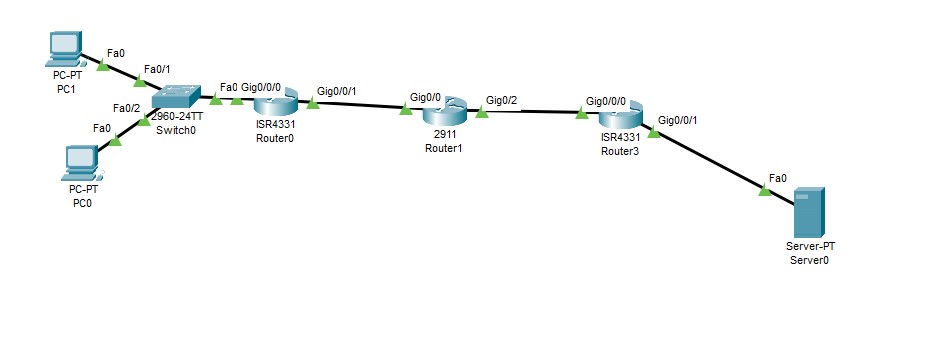 Fa0
PC-PT
PC1
Fa0/1
Fa0/2
Fa0
PC-PT
PC0
2960-24TT
Switch0
Fa0
Gig0/0/0
ISR4331
Router0
Gig0/0/1
Gig0/0
2911
Router1
Gig0/2
Gig0/0/0
ISR4331
Router3
Gig0/0/1
Fa0
Server-PT
Server0